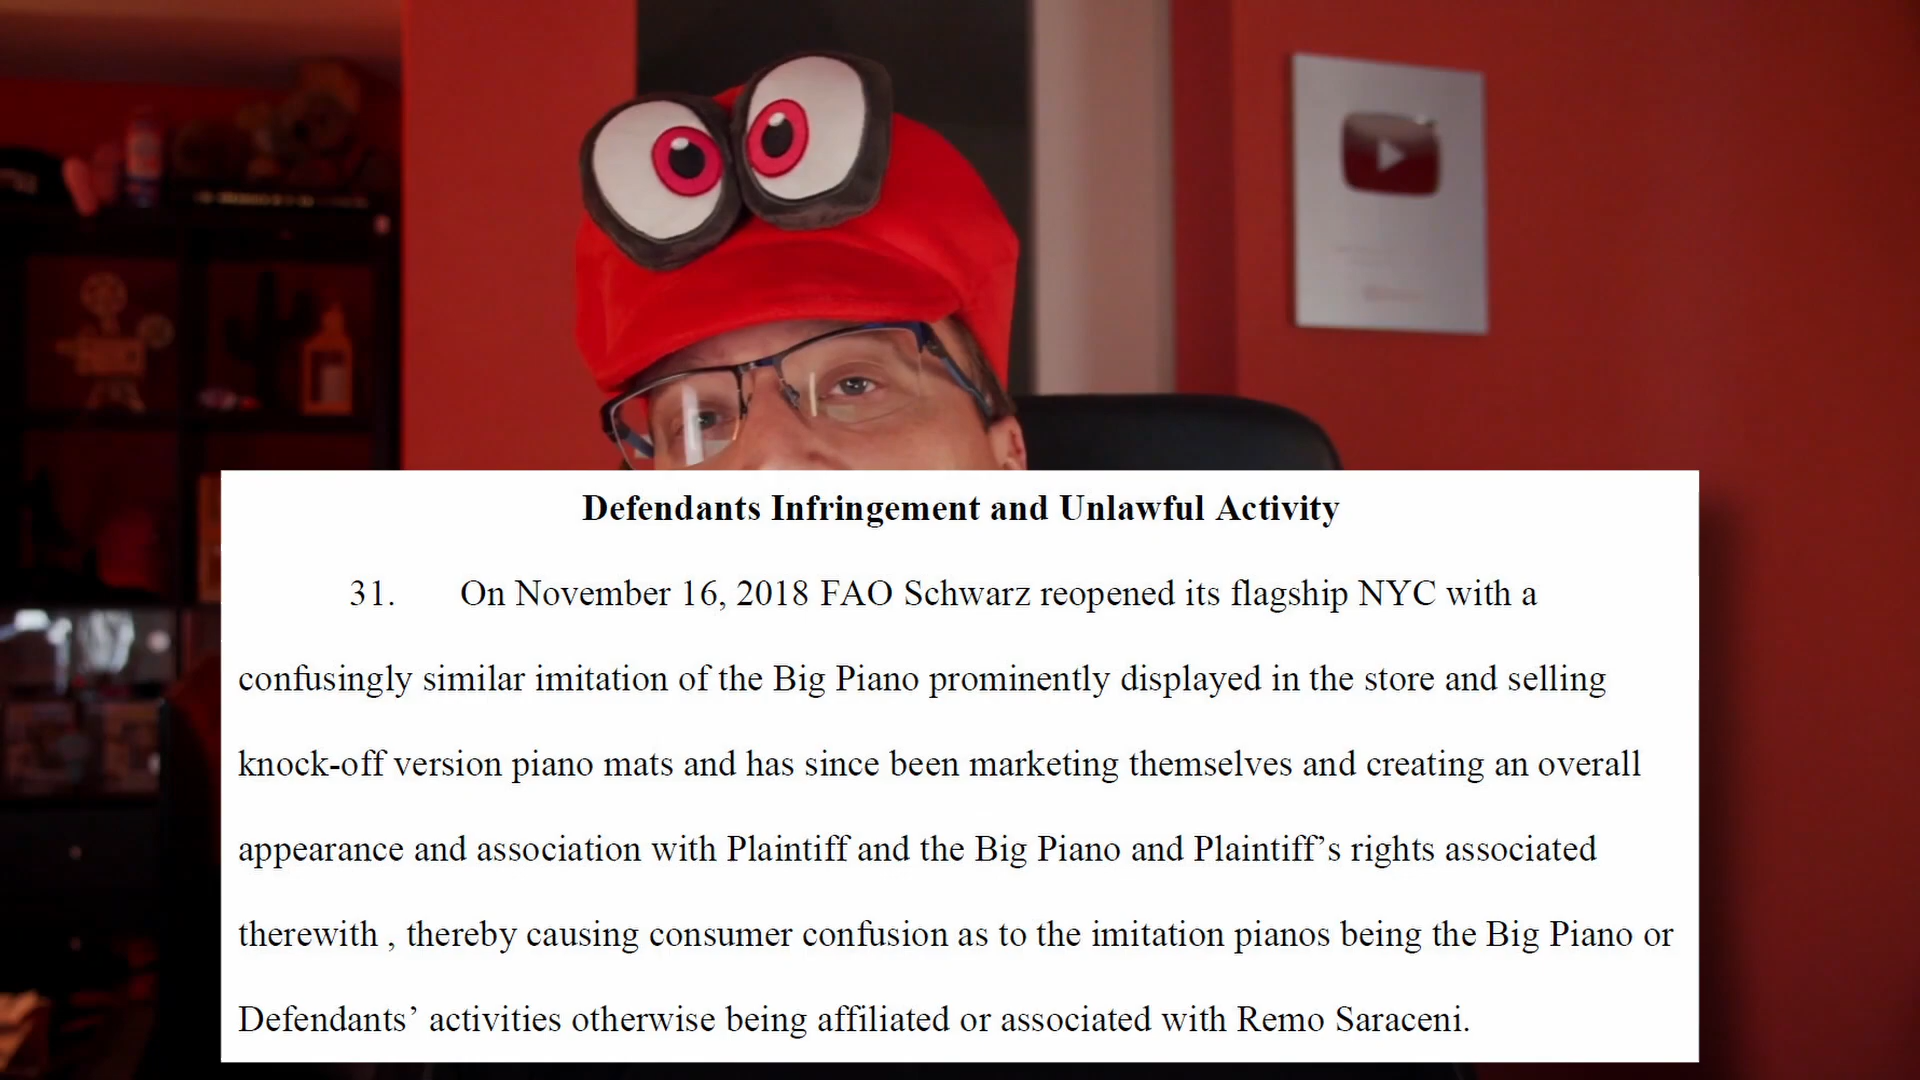 Defendants Infringement and Unlawful Activity
31. On November 16, 2018 FAO Schwarz reopened its flagship NYC with a
confusingly similar imitation of the Big Piano prominently displayed in the store and selling
knock-off version piano mats and has since been marketing themselves and creating an overall
appearance and association with Plaintiff and the Big Piano and Plaintiff’s rights associated
therewith , thereby causing consumer confusion as to the imitation pianos being the Big Piano or
Defendants’ activities otherwise being affiliated or associated with Remo Saraceni.